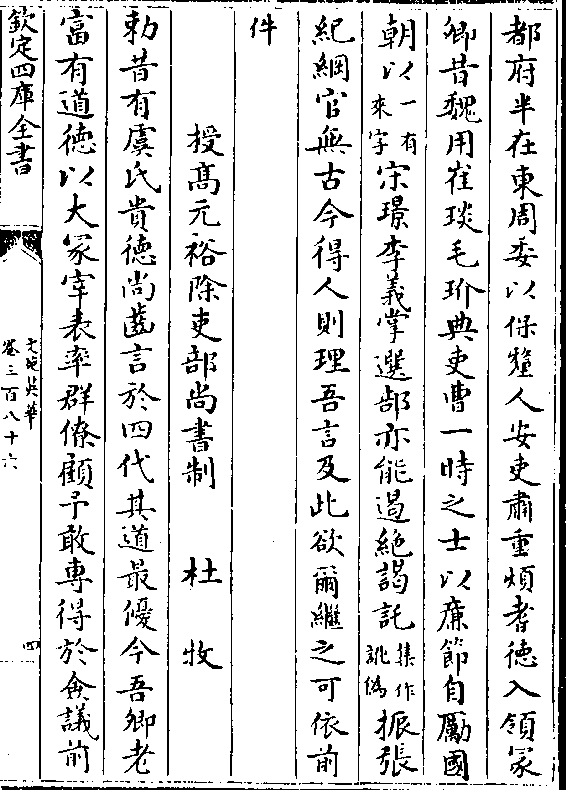 都府半在東周委以保釐人安吏肅重煩耆德入領冢
卿昔魏用崔琰毛玠典吏曹一時之士以廉節自勵國
朝以一有來字宋璟李義掌選部亦能遏絶謁託集作訛偽振張
紀綱官無古今得人則理吾言及此欲爾繼之可依前
件
授髙元裕除吏部尚書制 杜牧
勅昔有虞氏貴德尚齒言於四代其道最優今吾卿老
富有道德以大冢宰表率群僚顧予敢專得於僉議前
欽定四庫全書
文苑英華
卷三百八十六
四